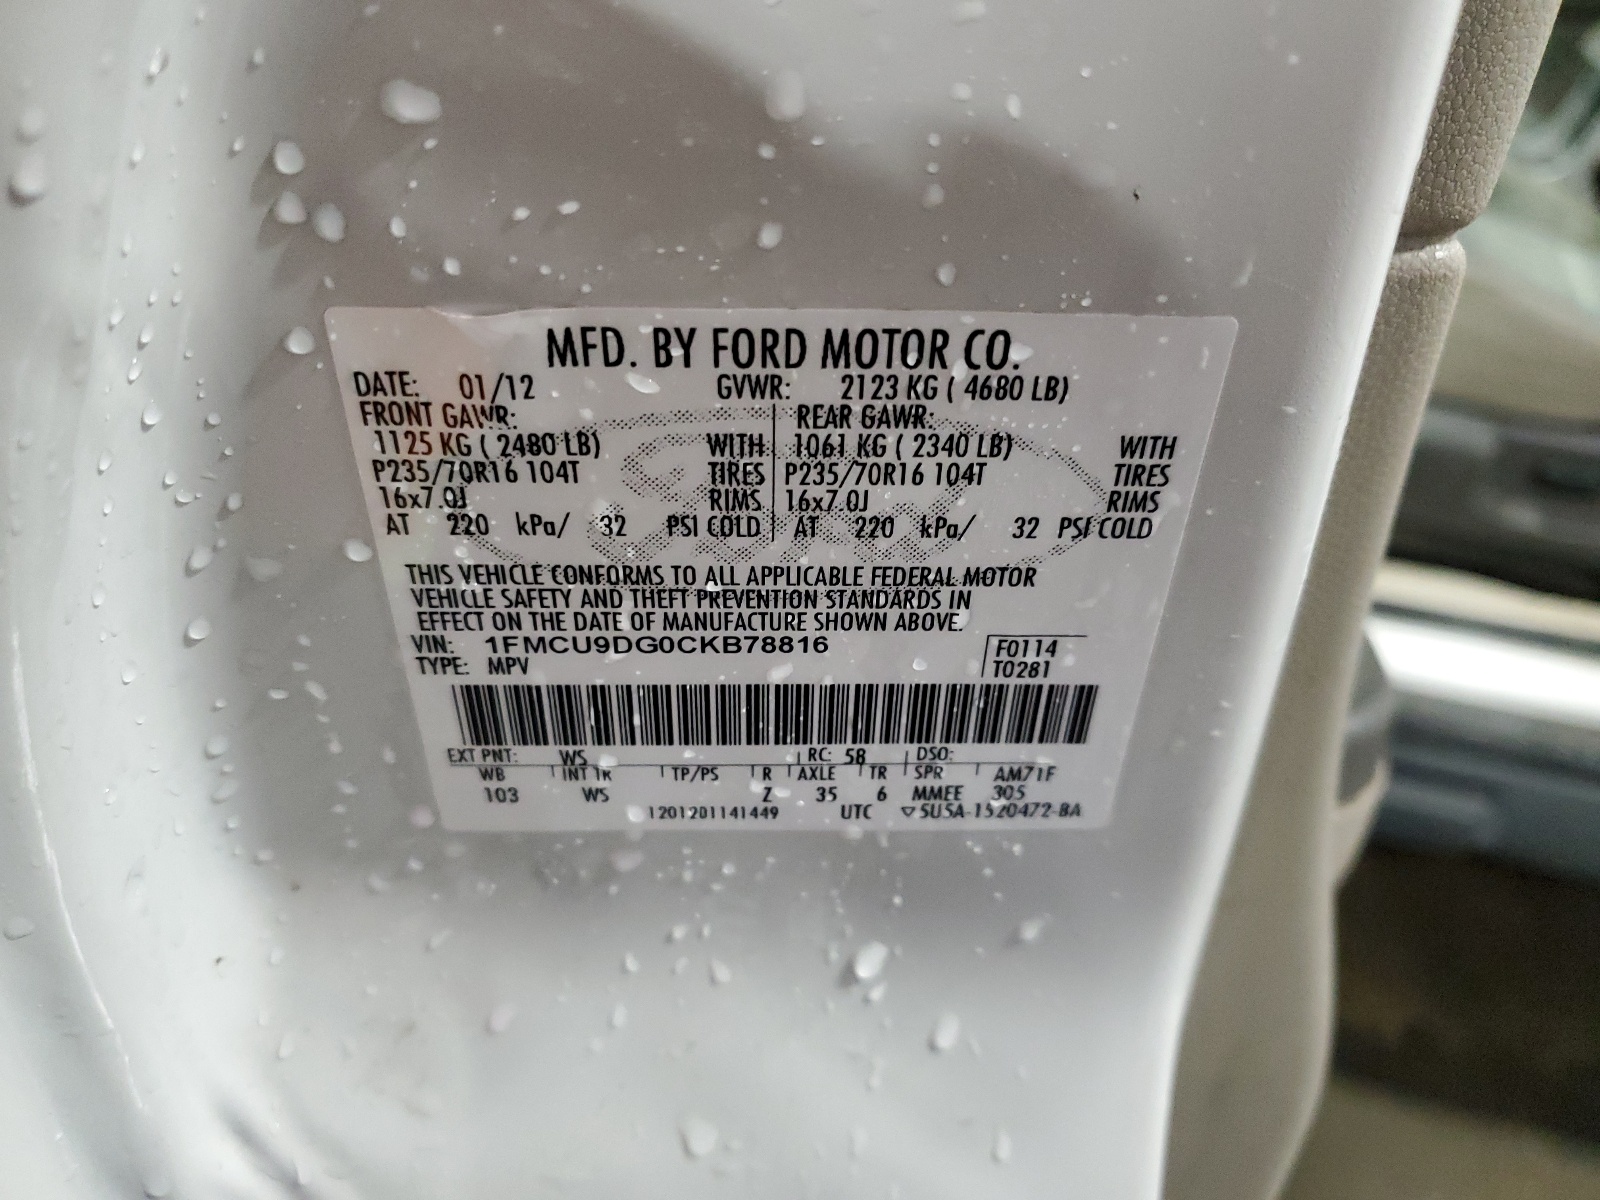 MFD. BY FORD MOTOR CO.
DATE: 01/12 GVWR: 2123 KG ( 4680 LB)
FRONT GAWR: REAR GAWR:
1125 KG ( 2480 LB) WITH 1061 KG ( 2340 LB) WITH
P235/70R16 104T TIRES P235/70R16 104T TIRES
16x7.0J RIMS 16x7.0J RIMS
AT 220 kPa/ 32 PSI COLD AT 220 kPa/ 32 PSI COLD
THIS VEHICLE CONFORMS TO ALL APPLICABLE FEDERAL MOTOR
VEHICLE SAFETY AND THEFT PREVENTION STANDARDS IN
EFFECT ON THE DATE OF MANUFACTURE SHOWN ABOVE.
VIN: 1FMCU9DG0CKB78816 F0114
TYPE: MPV T0281
EXT PNT: WS RC: 58 DSO:
WB INT TR TP/PS R AXLE TR SPR AM71F
103 WS Z 35 6 MMEE 305
1201201141449 UTC ▽5U5A-1520472-BA